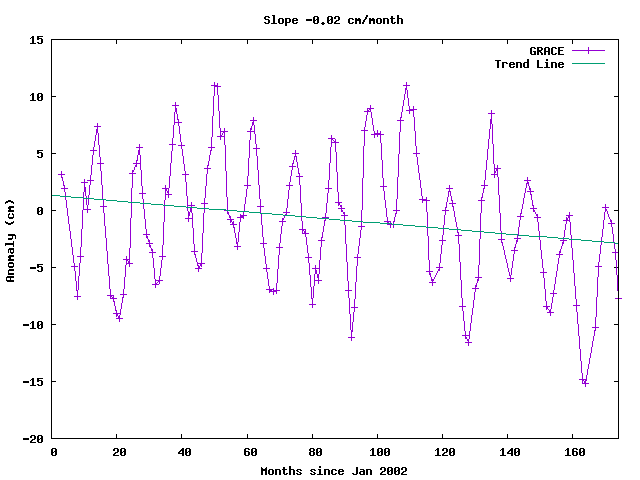 Slope -0.02 cm/month
15
GRACE
Trend Line
10
5
0
Anomaly (cm)
-5
-10
-15
-20
0 20 40 60 80 100 120 140 160
Months since Jan 2002